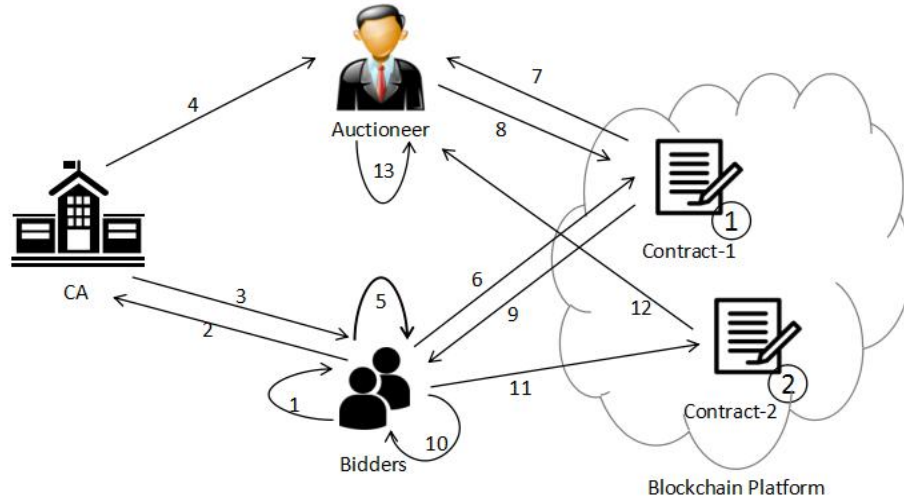 7
4
8
Auctioneer
13
1
Contract-1
6
3
5
CA
9
12
2
11
2
1
Contract-2
10
Bidders
Blockchain Platform